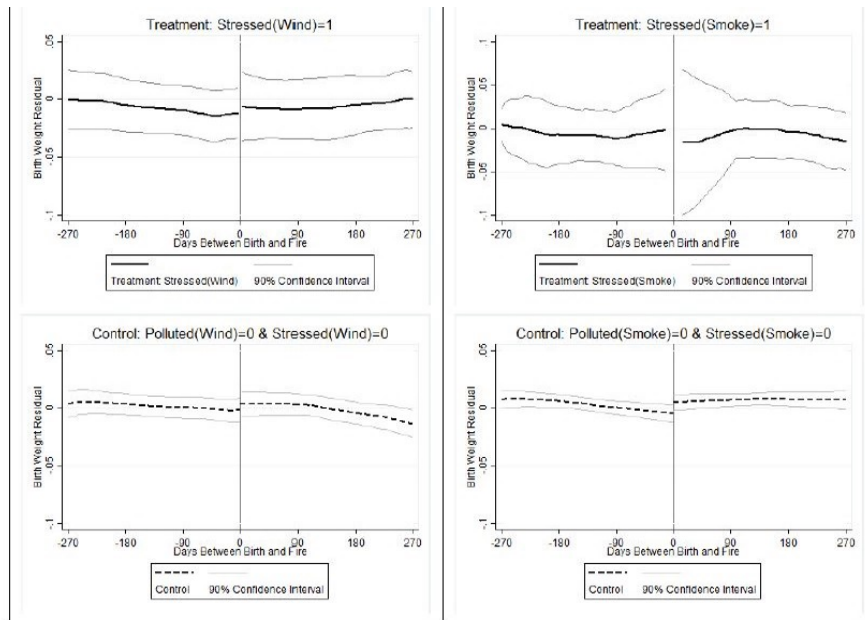 Treatment: Stressed(Wind)=1
.05
0
-.05
-.1
Birth Weight Residual
-270 -180 -90 0 90 180 270
Days Between Birth and Fire
Treatment: Stressed(Wind) 90% Confidence Interval
Treatment: Stressed(Smoke)=1
.1
.05
0
-.05
-.1
Birth Weight Residual
-270 -180 -90 0 90 180 270
Days Between Birth and Fire
Treatment: Stressed(Smoke) 90% Confidence Interval
Control: Polluted(Wind)=0 & Stressed(Wind)=0
.05
0
-.05
-.1
Birth Weight Residual
-270 -180 -90 0 90 180 270
Days Between Birth and Fire
Control 90% Confidence Interval
Control: Polluted(Smoke)=0 & Stressed(Smoke)=0
.05
0
-.05
-.1
Birth Weight Residual
-270 -180 -90 0 90 180 270
Days Between Birth and Fire
Control 90% Confidence Interval